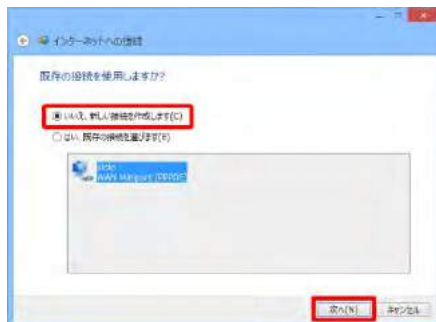 インターネットへの接続
既存の接続を使用しますか?
いいえ、新しい接続を作成します(C)
はい、既存の接続を選びます(E)
WAN Miniport (PPPOE)
次へ(N)
キャンセル